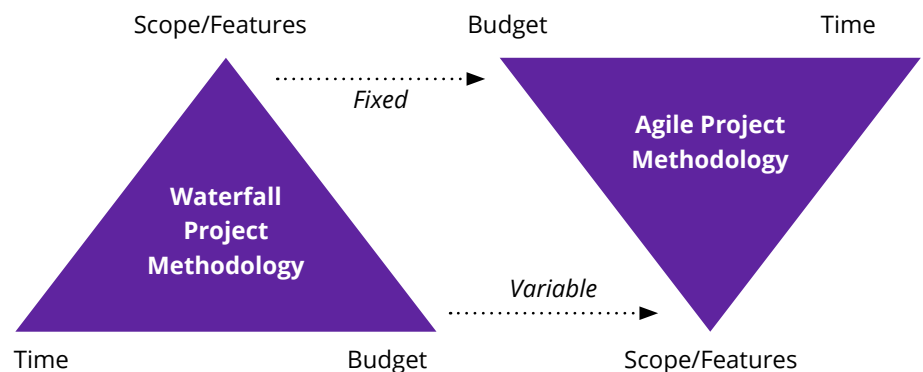 Scope/Features
Budget
Time
Fixed
Agile Project
Methodology
Waterfall
Project
Methodology
Variable
Time
Budget
Scope/Features